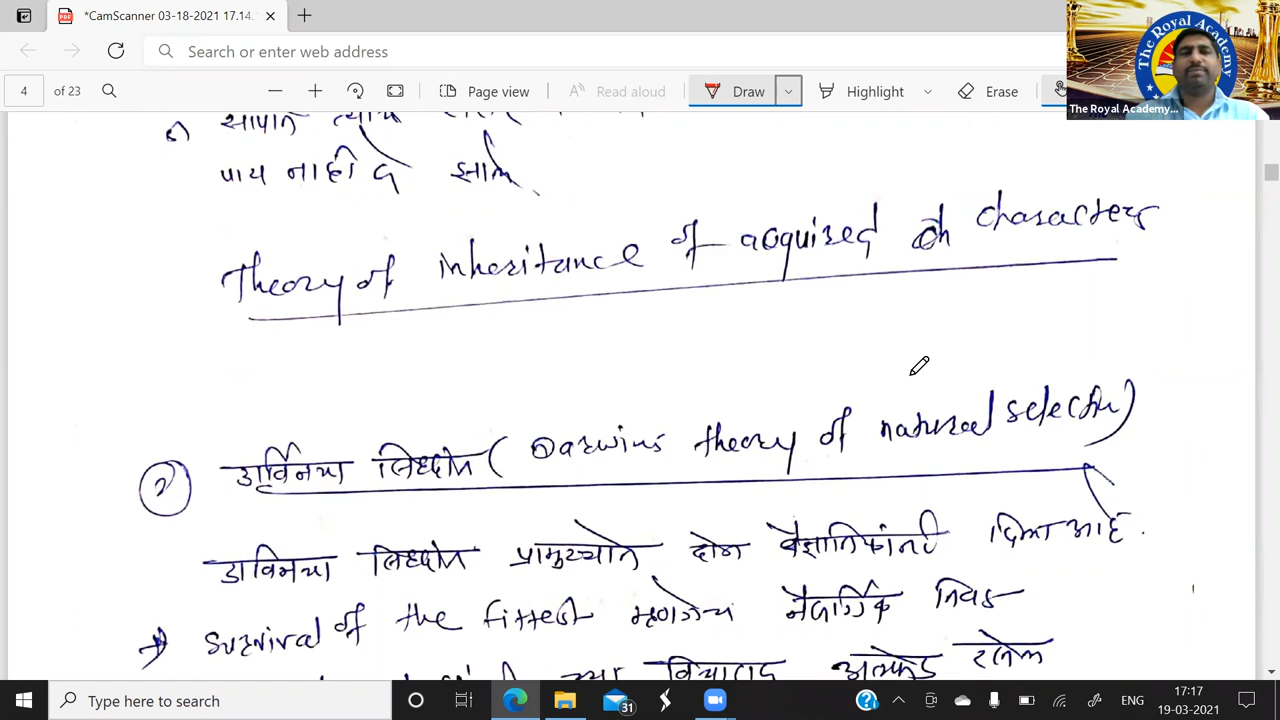 *CamScanner 03-18-2021 17.14.
Search or enter web address
4 of 23
Page view
Read aloud
Draw
Highlight
Erase
The Royal Academy
The Royal Academy...
पाय नाही
Theory of inheritance of acquired ch characters
२ डार्विनचा सिध्दांत ( Darwins theory of natural selection)
डार्विनचा सिध्दांत प्रामुख्याने दोन वैज्ञानिकांनी दिला आहे.
→ Survival of the fittest म्हणजेच नैसर्गिक निवड
अल्फ्रेड
Type here to search
31
ENG
17:17
19-03-2021